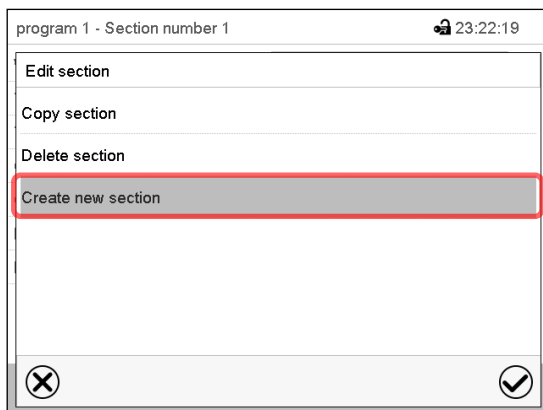 program 1 - Section number 1 23:22:19
Edit section
Copy section
Delete section
Create new section